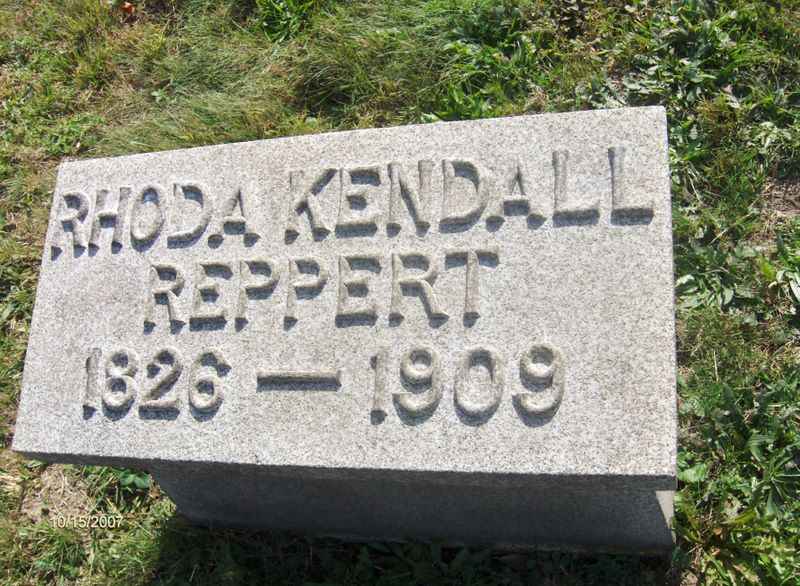 RHODA KENDALL
REPPERT
1826 — 1909
10/15/2007